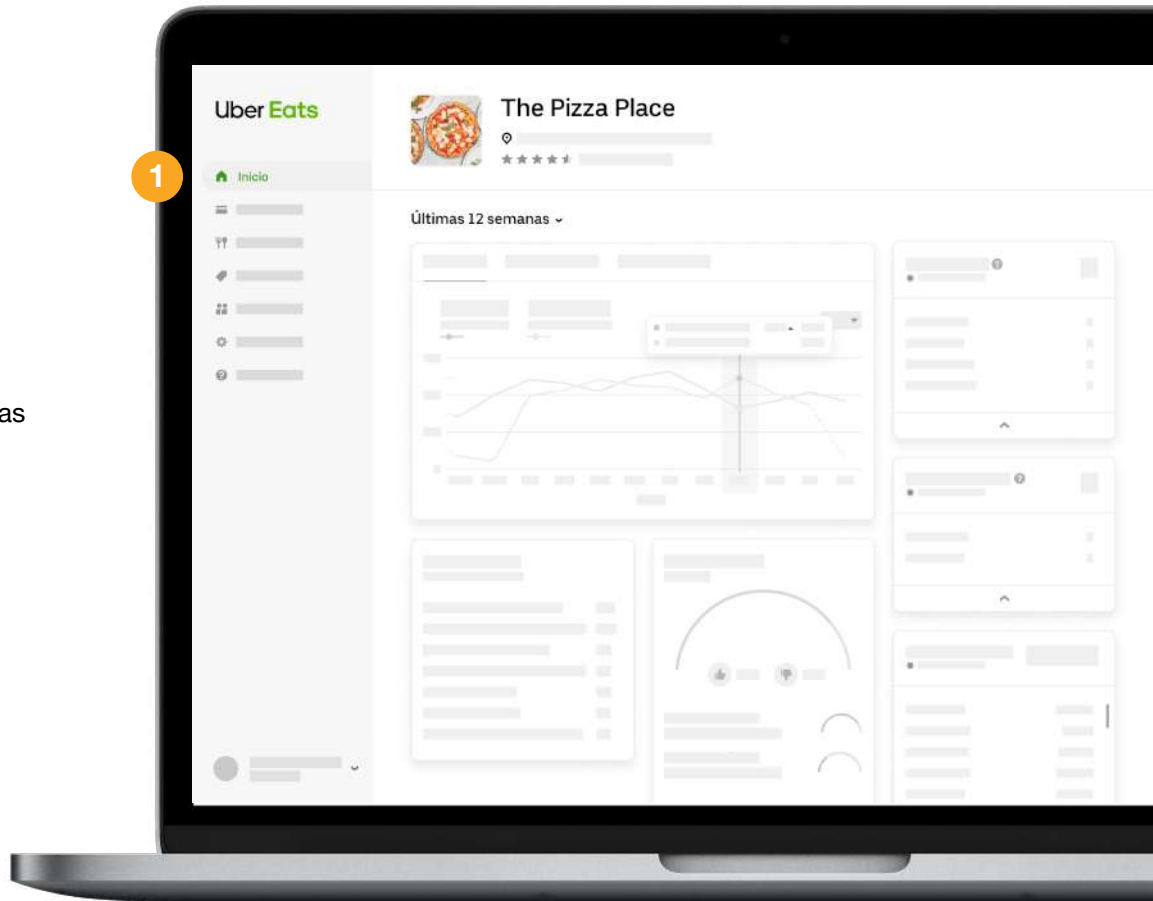 Uber Eats
The Pizza Place
1
Inicio
Últimas 12 semanas
as